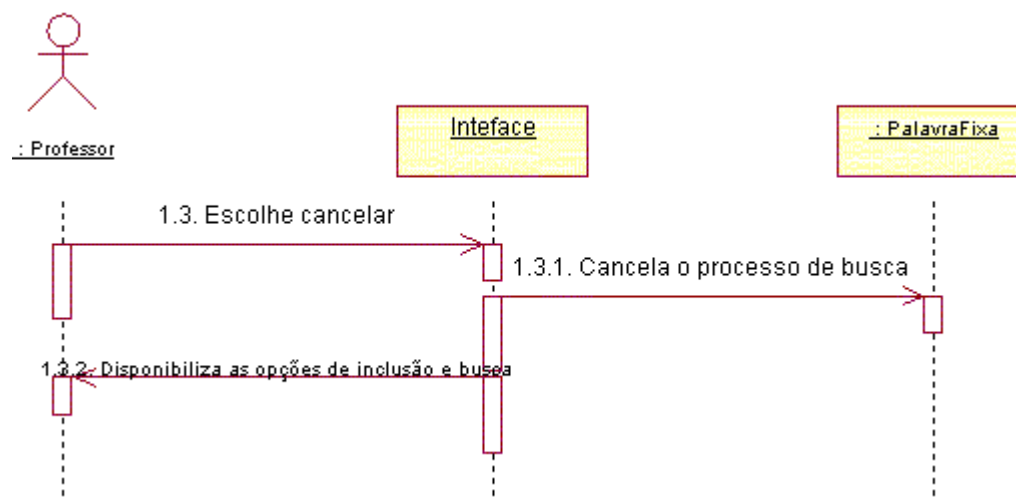 Inteface
: PalavraFixa
: Professor
1.3. Escolhe cancelar
1.3.1. Cancela o processo de busca
1.3.2. Disponibiliza as opções de inclusão e busca